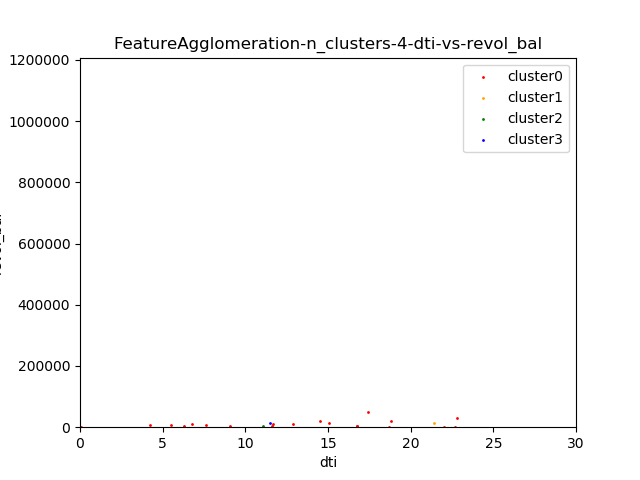 FeatureAgglomeration-n_clusters-4-dti-vs-revol_bal
1200000
1000000
800000
600000
400000
200000
0
0 5 10 15 20 25 30
dti
cluster0
cluster1
cluster2
cluster3